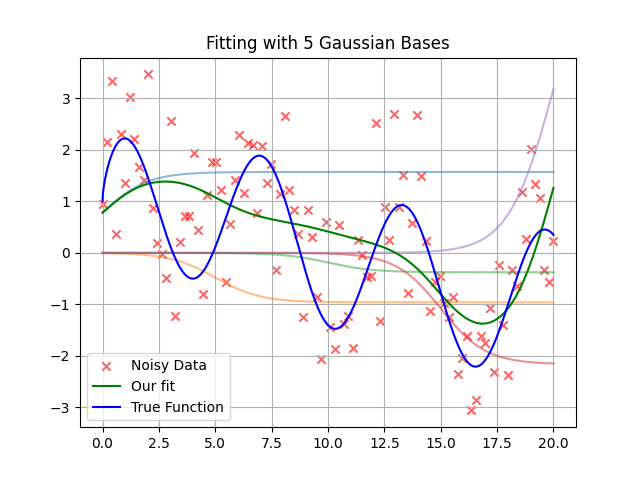 Fitting with 5 Gaussian Bases
3
2
1
0
−1
−2
−3
Noisy Data
Our fit
True Function
0.0 2.5 5.0 7.5 10.0 12.5 15.0 17.5 20.0